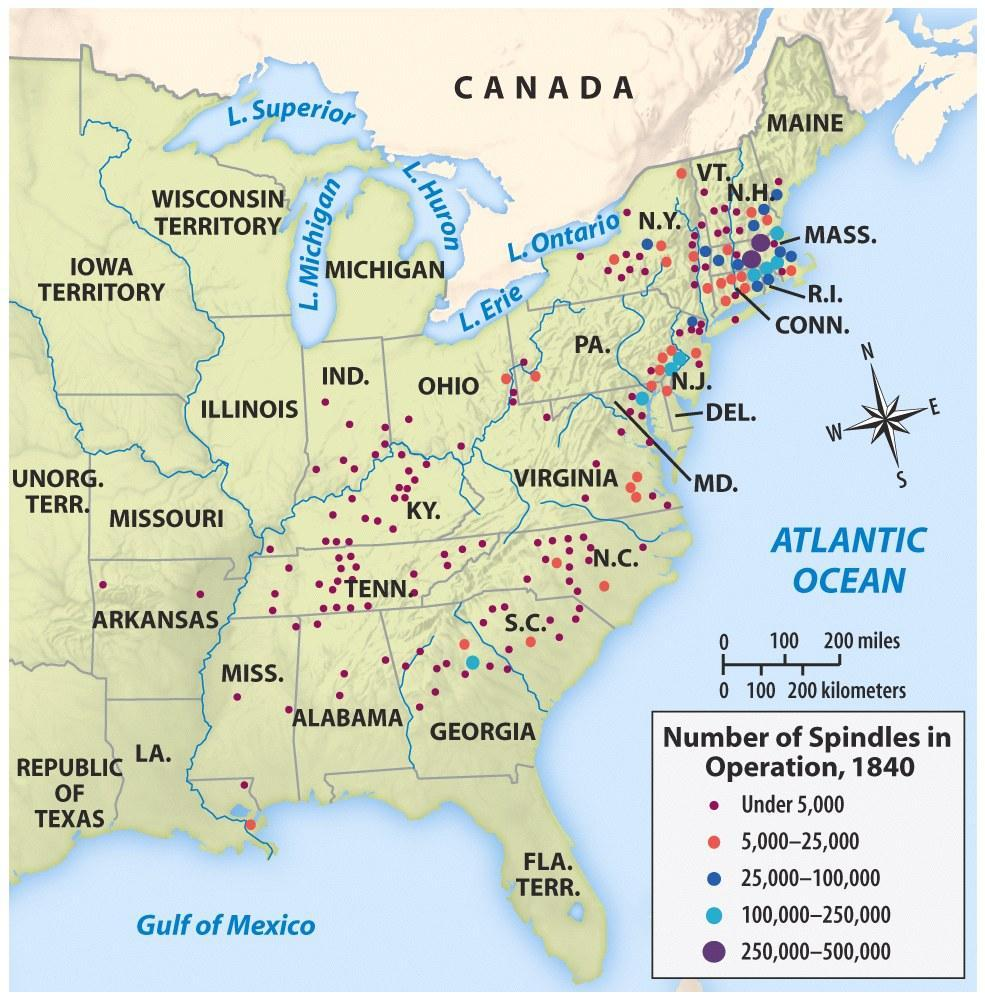 CANADA
L. Superior
MAINE
VT.
N.H.
WISCONSIN
TERRITORY
L. Michigan
L. Huron
L. Ontario
N.Y.
MASS.
IOWA
TERRITORY
MICHIGAN
L. Erie
R.I.
CONN.
PA.
N
IND.
OHIO
N.J.
ILLINOIS
DEL.
W
E
S
UNORG.
TERR.
VIRGINIA
MD.
MISSOURI
KY.
ATLANTIC
OCEAN
N.C.
TENN.
ARKANSAS
S.C.
0 100 200 miles
0 100 200 kilometers
MISS.
ALABAMA
GEORGIA
LA.
REPUBLIC
OF
TEXAS
FLA.
TERR.
Gulf of Mexico
Number of Spindles in
Operation, 1840
Under 5,000
5,000–25,000
25,000–100,000
100,000–250,000
250,000–500,000